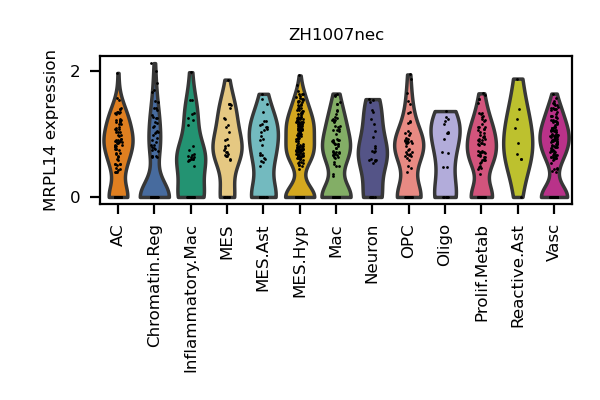 ZH1007nec
MRPL14 expression
2
0
AC
Chromatin.Reg
Inflammatory.Mac
MES
MES.Ast
MES.Hyp
Mac
Neuron
OPC
Oligo
Prolif.Metab
Reactive.Ast
Vasc